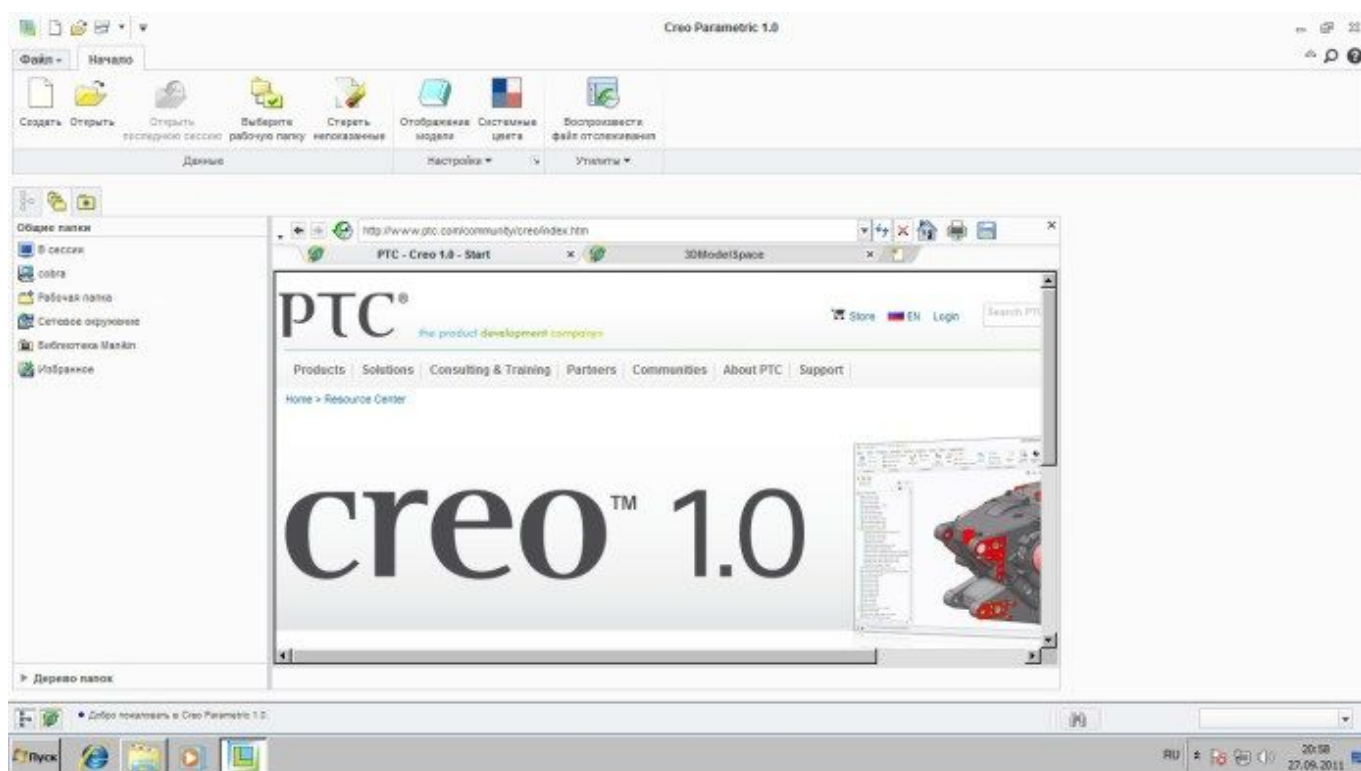 Creo Parametric 1.0
Файл
Начало
Создать Открыть Открыть последнюю сессию Выберите рабочую папку Стереть непоказанные Отображение модели Системные цвета Воспроизвести файл отслеживания
Данные Настройки Утилиты
Общие папки
В сессии
cobra
Рабочая папка
Сетевое окружение
Библиотека Manikin
Избранное
Дерево папок
http://www.ptc.com/community/creo/index.htm
PTC - Creo 1.0 - Start
3DModelSpace
PTC®
the product development company
Store EN Login Search PTC
Products Solutions Consulting & Training Partners Communities About PTC Support
Home > Resource Center
creo™ 1.0
Добро пожаловать в Creo Parametric 1.0.
Пуск
RU
20:58
27.09.2011